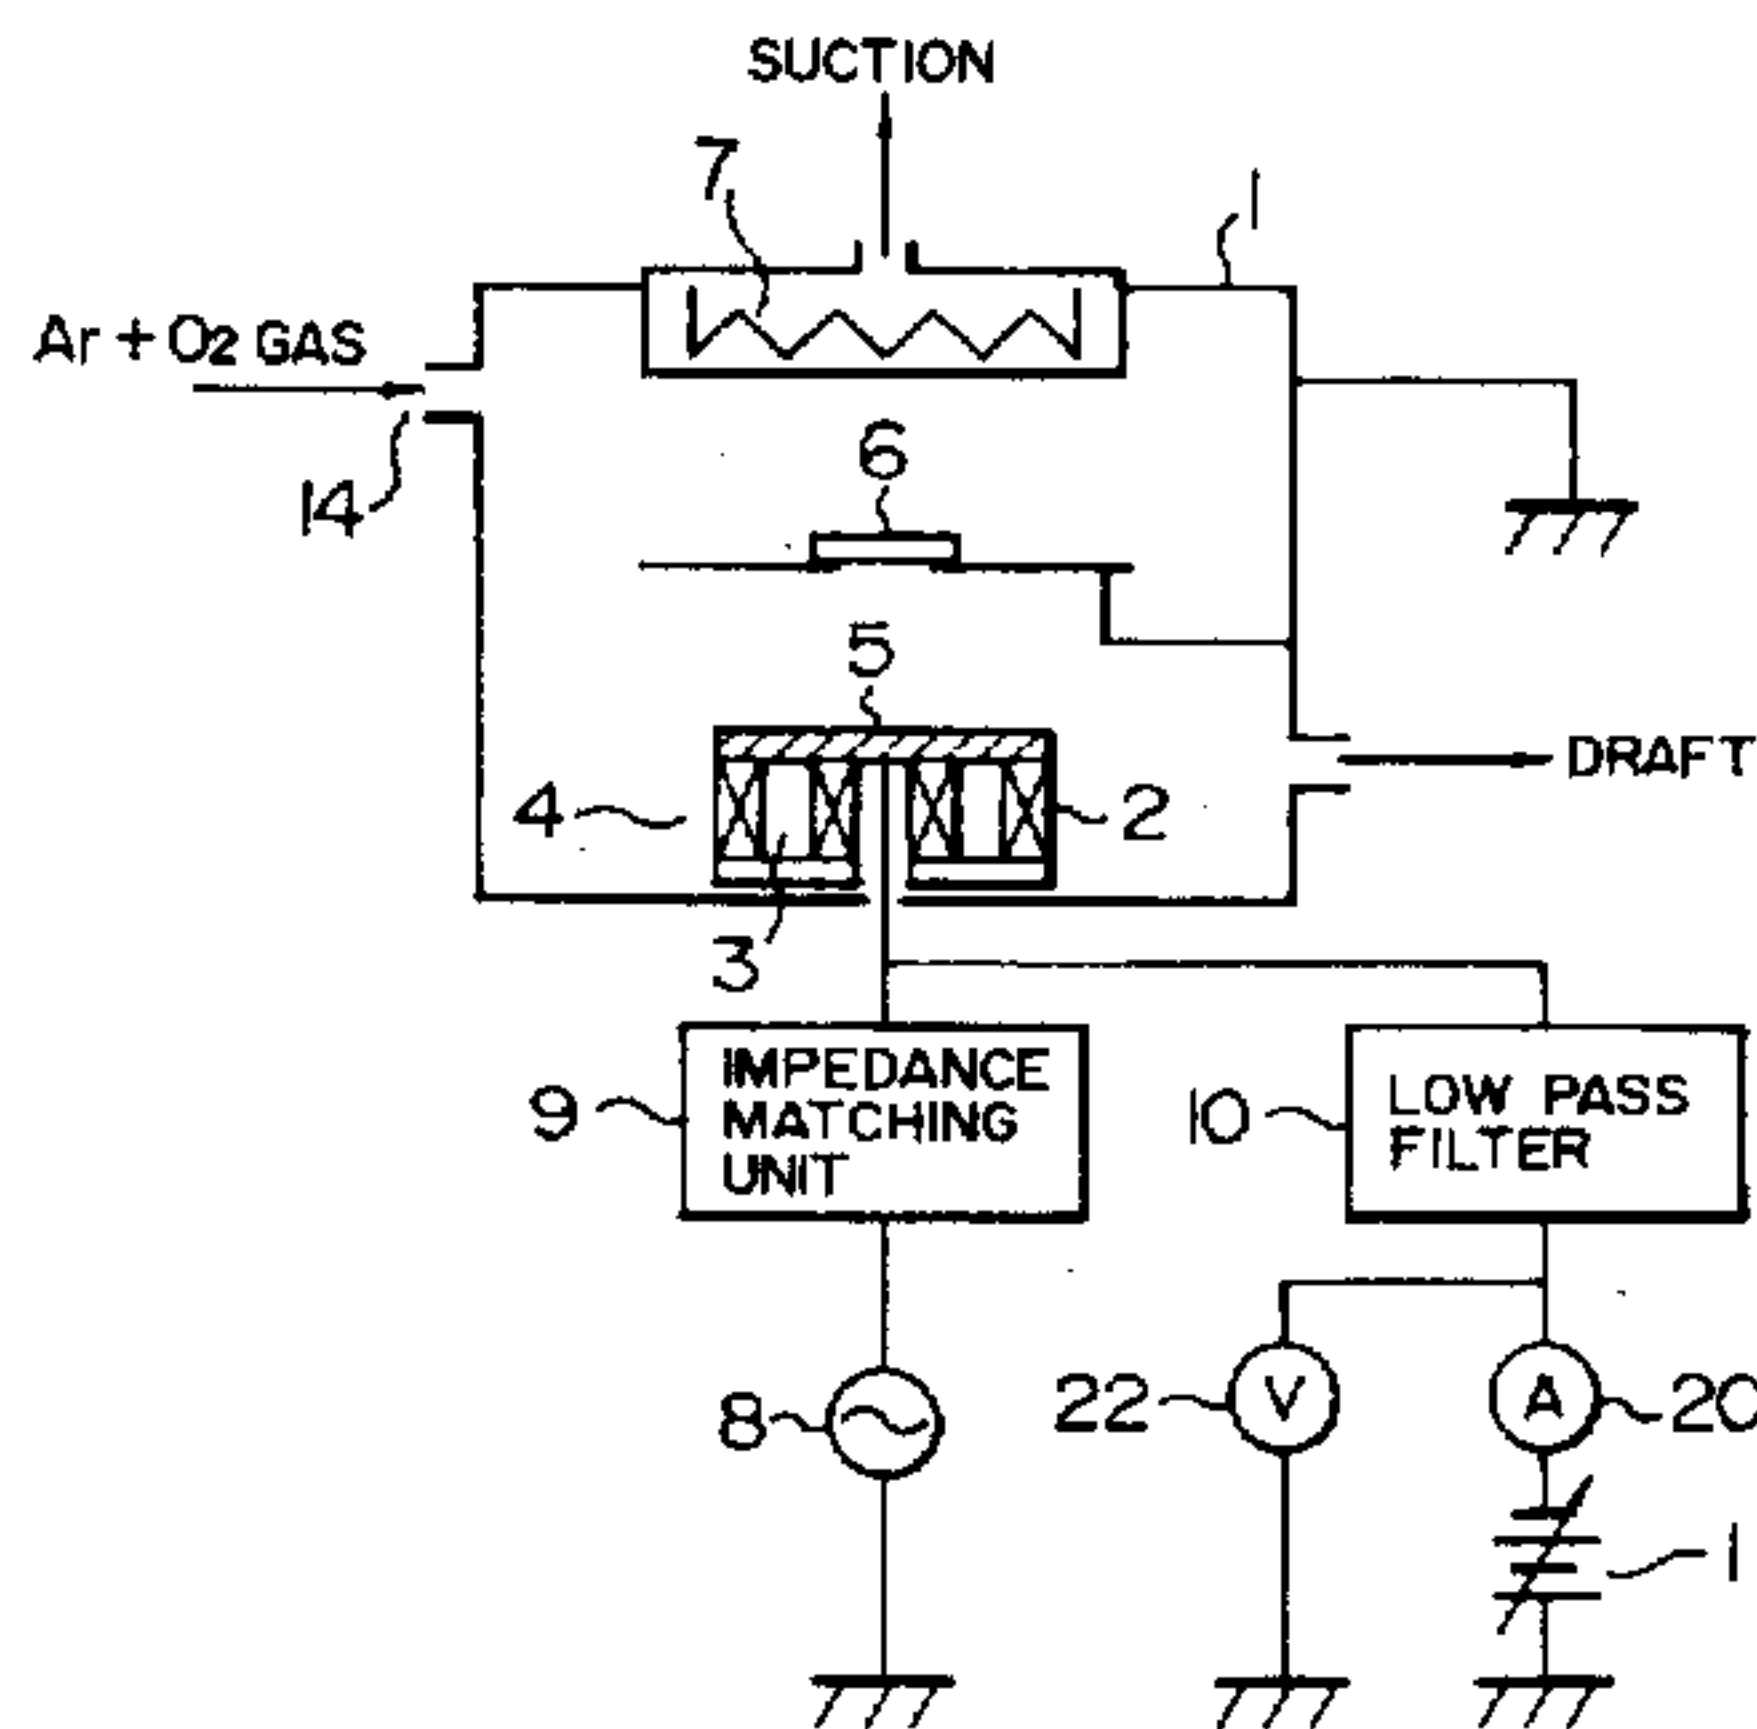 SUCTION
7
1
Ar + O2 GAS
14
6
5
DRAFT
4
2
3
9
IMPEDANCE
MATCHING
UNIT
10
LOW PASS
FILTER
8
22
V
A
20
1